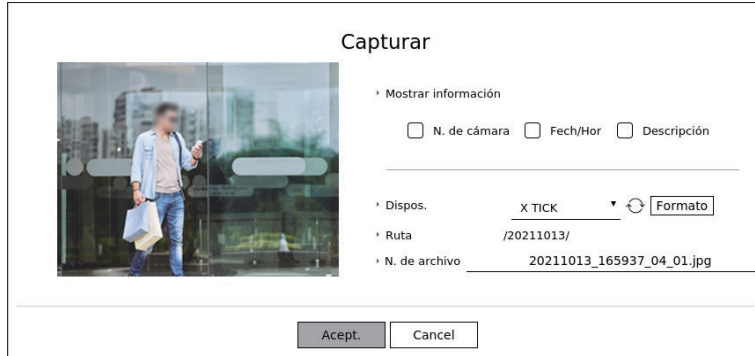 Capturar
Mostrar información
N. de cámara Fech/Hor Descripción
Dispos. X TICK Formato
Ruta /20211013/
N. de archivo 20211013_165937_04_01.jpg
Acept. Cancel